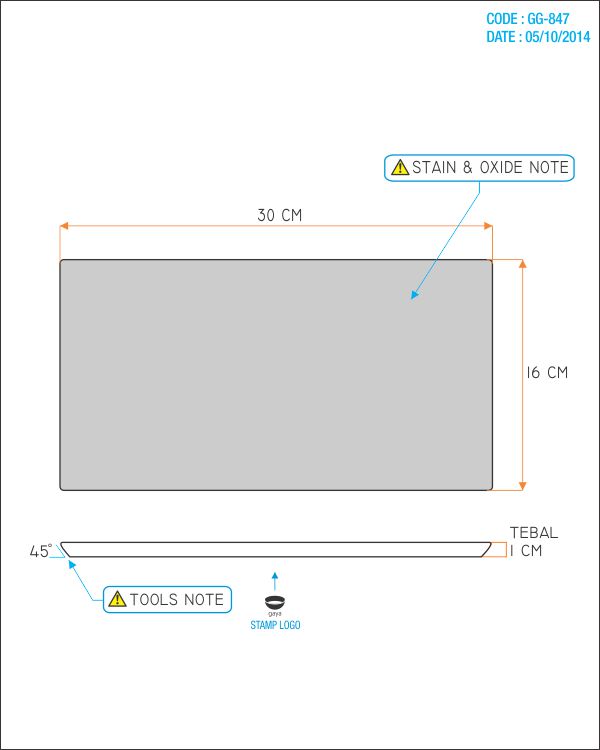 CODE : GG-847
DATE : 05/10/2014
STAIN & OXIDE NOTE
30 CM
16 CM
TEBAL
1 CM
45°
TOOLS NOTE
gaya
STAMP LOGO